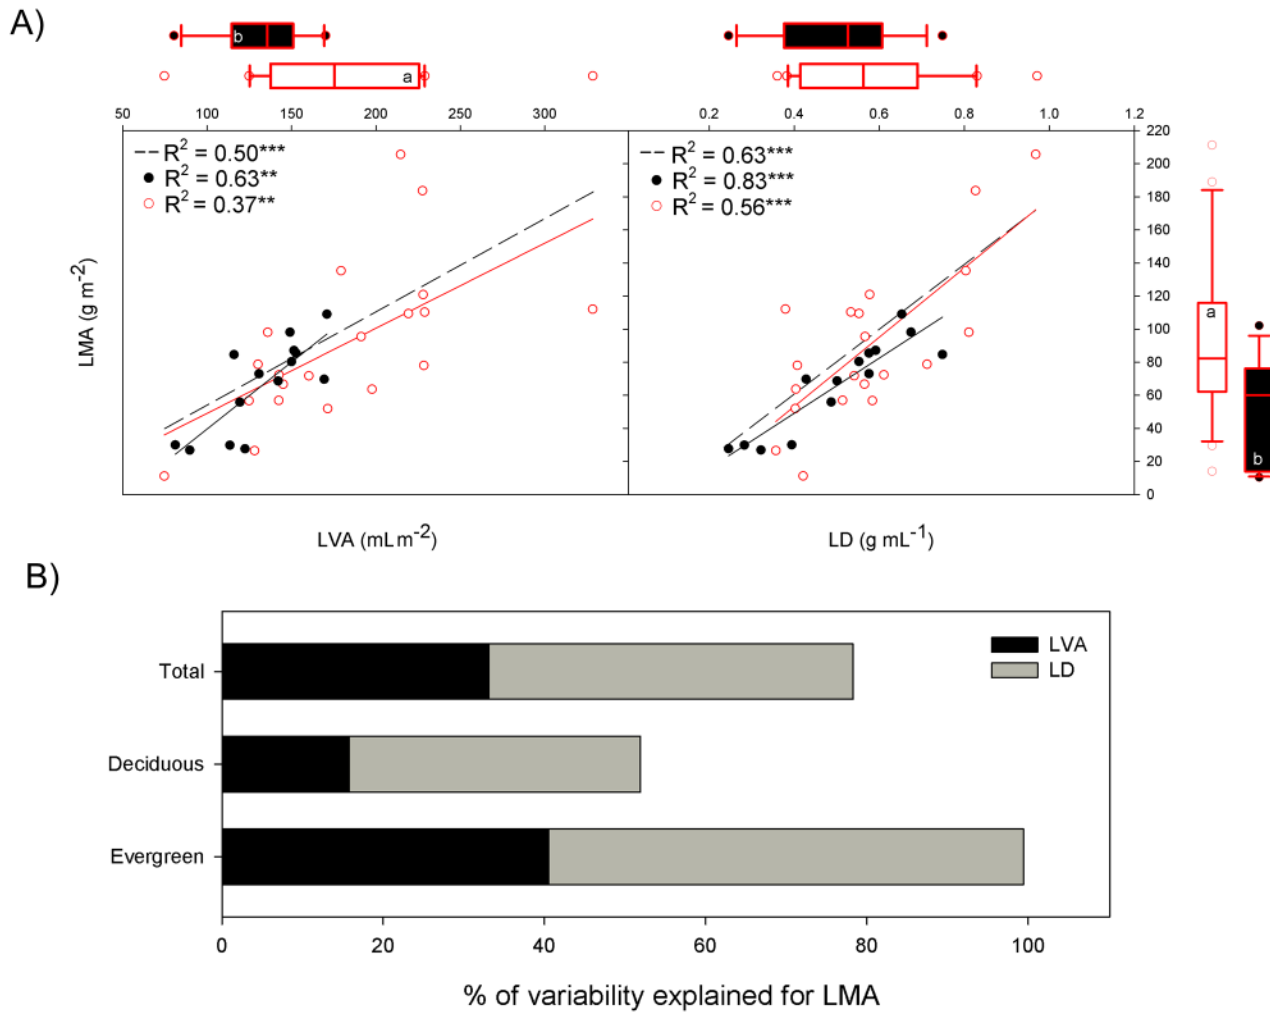 A)
b
a
50 100 150 200 250 300
0.2 0.4 0.6 0.8 1.0 1.2
R² = 0.50***
R² = 0.63**
R² = 0.37**
R² = 0.63***
R² = 0.83***
R² = 0.56***
220
200
180
160
140
120
100
80
60
40
20
0
a
b
LMA (g m⁻²)
LVA (mL m⁻²)
LD (g mL⁻¹)
B)
LVA
LD
Total
Deciduous
Evergreen
0 20 40 60 80 100
% of variability explained for LMA